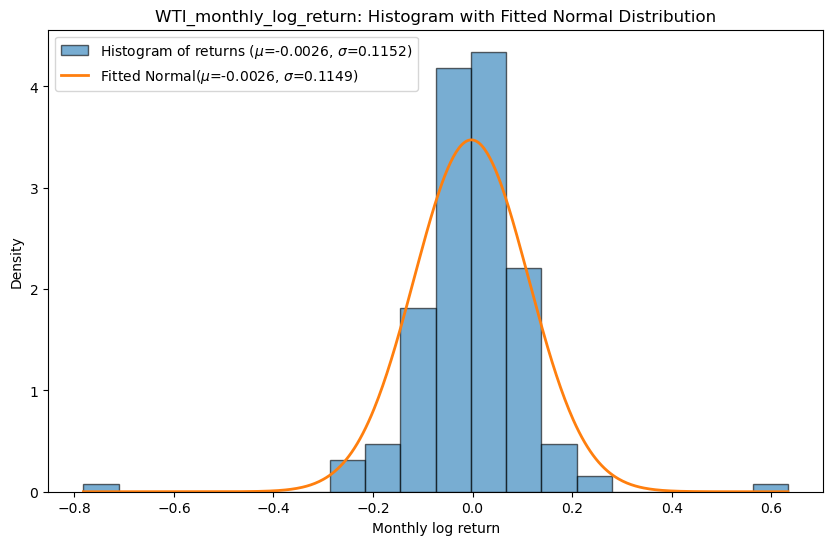 WTI_monthly_log_return: Histogram with Fitted Normal Distribution
Histogram of returns (μ=-0.0026, σ=0.1152)
Fitted Normal(μ=-0.0026, σ=0.1149)
Density
4
3
2
1
0
−0.8 −0.6 −0.4 −0.2 0.0 0.2 0.4 0.6
Monthly log return